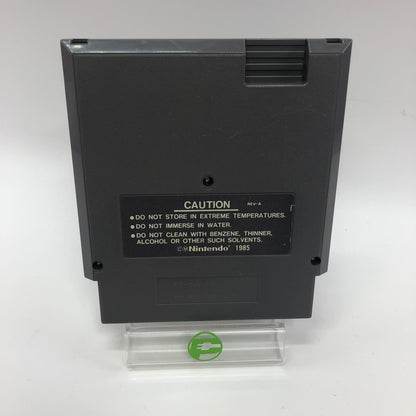 CAUTION REV-A
• DO NOT STORE IN EXTREME TEMPERATURES.
• DO NOT IMMERSE IN WATER.
• DO NOT CLEAN WITH BENZENE, THINNER,
ALCOHOL OR OTHER SUCH SOLVENTS.
©™Nintendo® 1985
Nintendo